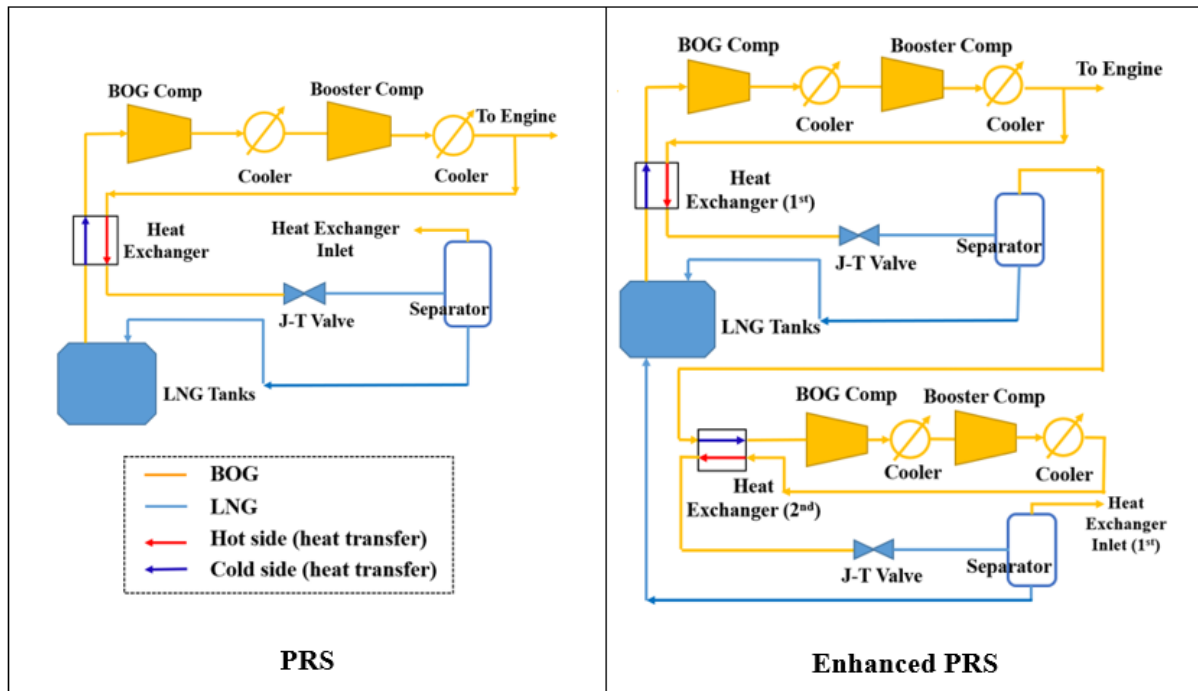 BOG Comp
Booster Comp
To Engine
Cooler
Cooler
Heat
Exchanger
Heat Exchanger
Inlet
Separator
J-T Valve
LNG Tanks
BOG
LNG
Hot side (heat transfer)
Cold side (heat transfer)
PRS
BOG Comp
Booster Comp
To Engine
Cooler
Cooler
Heat
Exchanger (1st)
Separator
J-T Valve
LNG Tanks
BOG Comp
Booster Comp
Cooler
Cooler
Heat
Exchanger (2nd)
Heat
Exchanger
Inlet (1st)
Separator
J-T Valve
Enhanced PRS